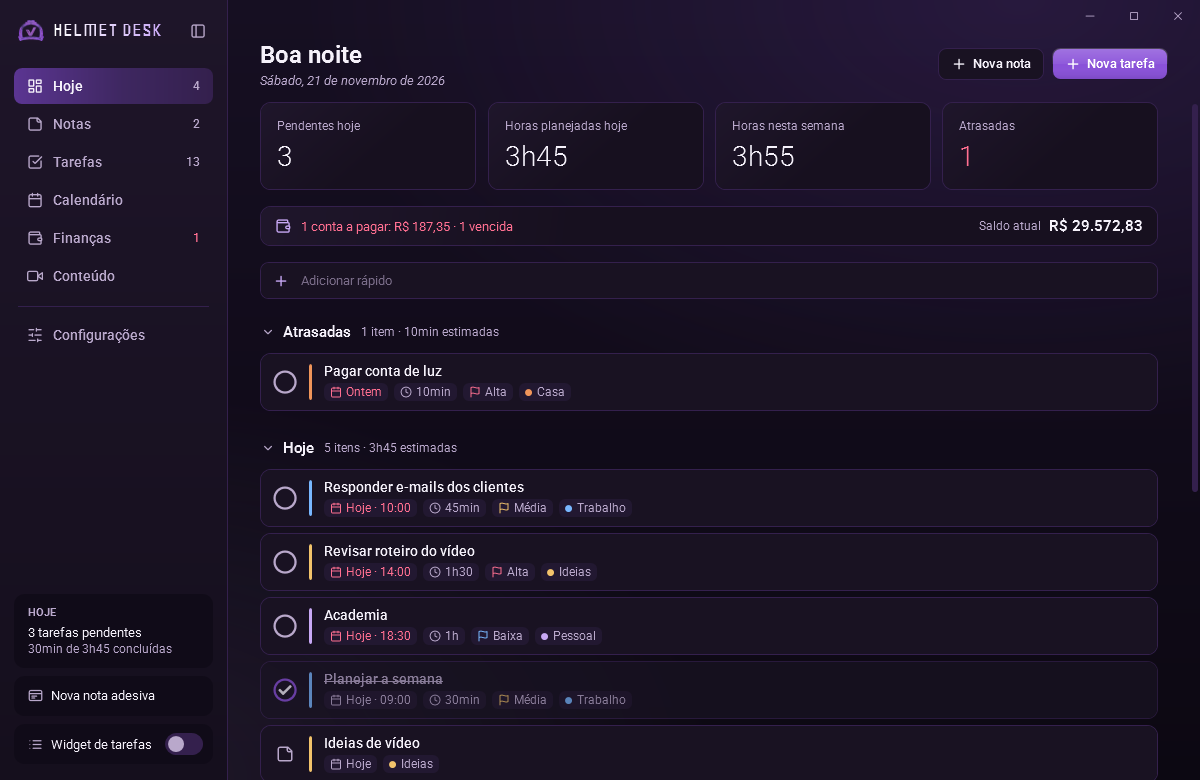 HELMET DESK
Hoje 4
Notas 2
Tarefas 13
Calendário
Finanças 1
Conteúdo
Configurações
HOJE
3 tarefas pendentes
30min de 3h45 concluídas
Nova nota adesiva
Widget de tarefas
Boa noite
Sábado, 21 de novembro de 2026
Nova nota
Nova tarefa
Pendentes hoje
3
Horas planejadas hoje
3h45
Horas nesta semana
3h55
Atrasadas
1
1 conta a pagar: R$ 187,35 · 1 vencida
Saldo atual R$ 29.572,83
Adicionar rápido
Atrasadas 1 item · 10min estimadas
Pagar conta de luz
Ontem 10min Alta Casa
Hoje 5 itens · 3h45 estimadas
Responder e-mails dos clientes
Hoje · 10:00 45min Média Trabalho
Revisar roteiro do vídeo
Hoje · 14:00 1h30 Alta Ideias
Academia
Hoje · 18:30 1h Baixa Pessoal
Planejar a semana
Hoje · 09:00 30min Média Trabalho
Ideias de vídeo
Hoje Ideias